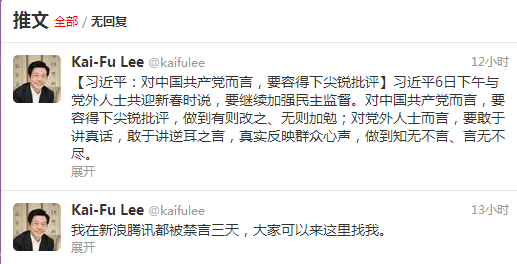 推文 全部 / 无回复
Kai-Fu Lee @kaifulee 12小时
【习近平：对中国共产党而言，要容得下尖锐批评】习近平6日下午与
党外人士共迎新春时说，要继续加强民主监督。对中国共产党而言，要
容得下尖锐批评，做到有则改之、无则加勉；对党外人士而言，要敢于
讲真话，敢于讲逆耳之言，真实反映群众心声，做到知无不言、言无不
尽。
展开
Kai-Fu Lee @kaifulee 13小时
我在新浪腾讯都被禁言三天，大家可以来这里找我。
展开